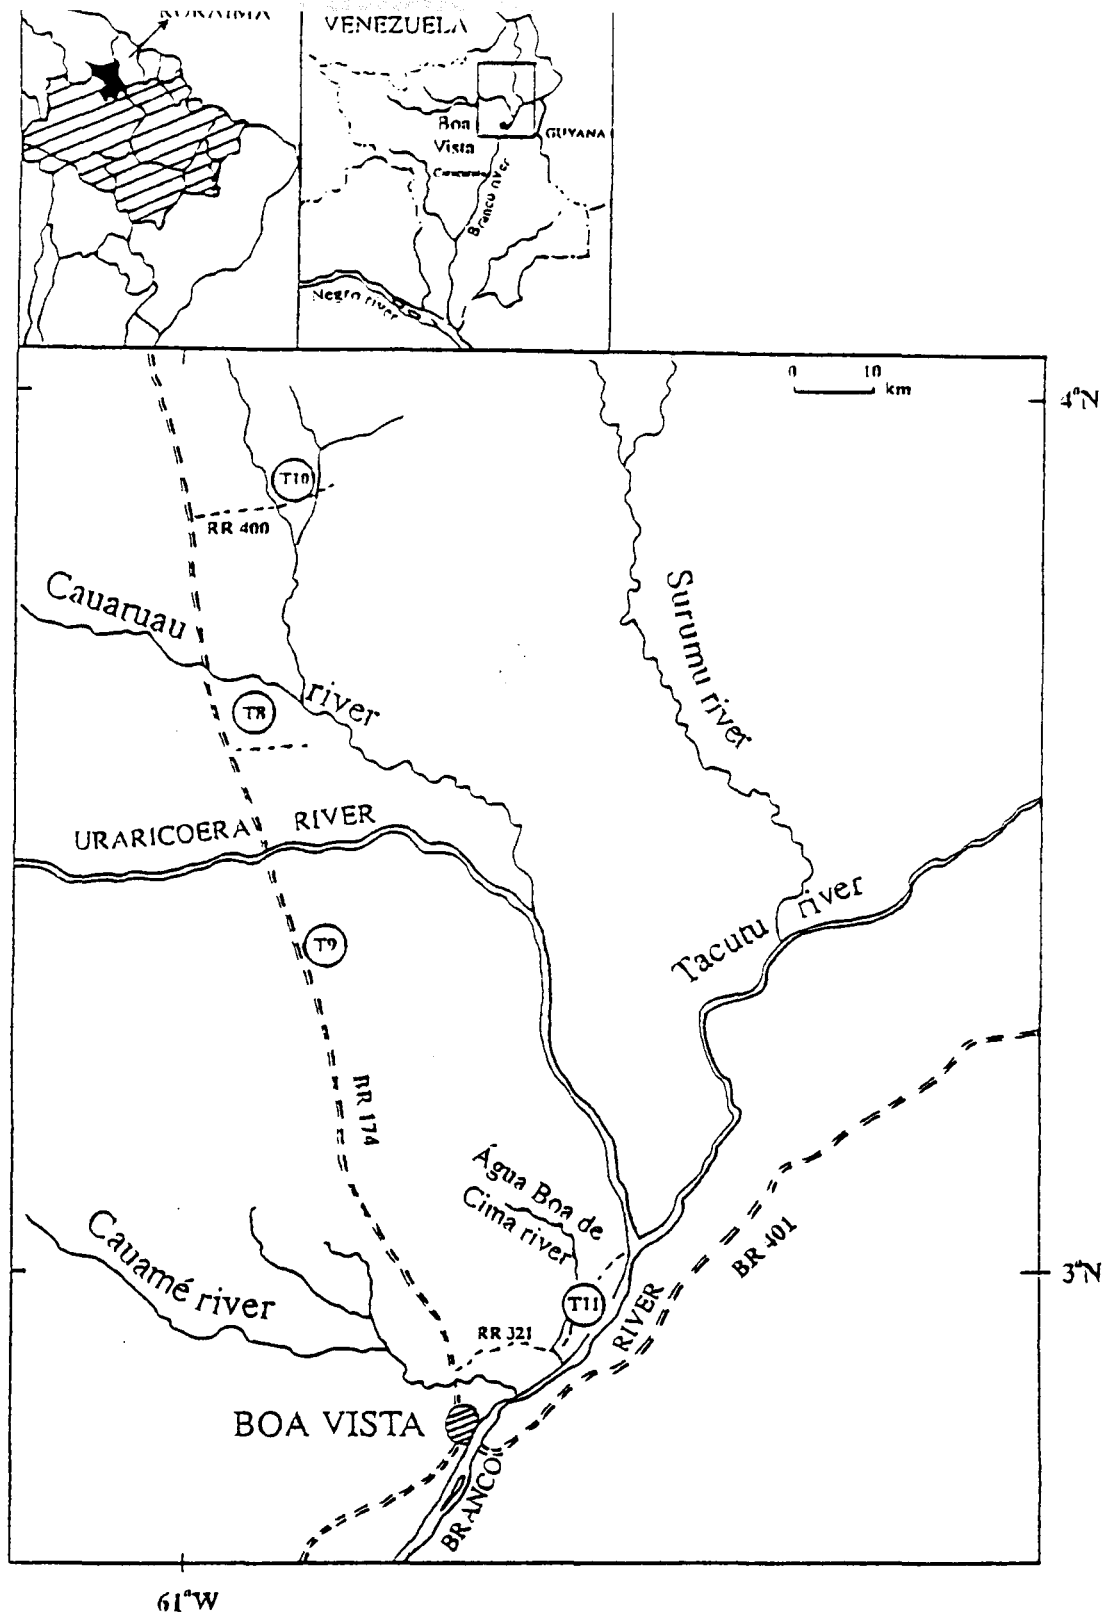 RORAIMA
VENEZUELA
Boa
Vista
GUYANA
Branco river
Negro river
0 10
km
4°N
T10
RR 400
Cauaruau
river
Surumu river
T8
URARICOERA RIVER
Tacutu river
T9
RR 174
Água Boa de
Cima river
BR 401
Cauamé river
3°N
T11
RR 321
RIVER
BOA VISTA
BRANCO
61°W